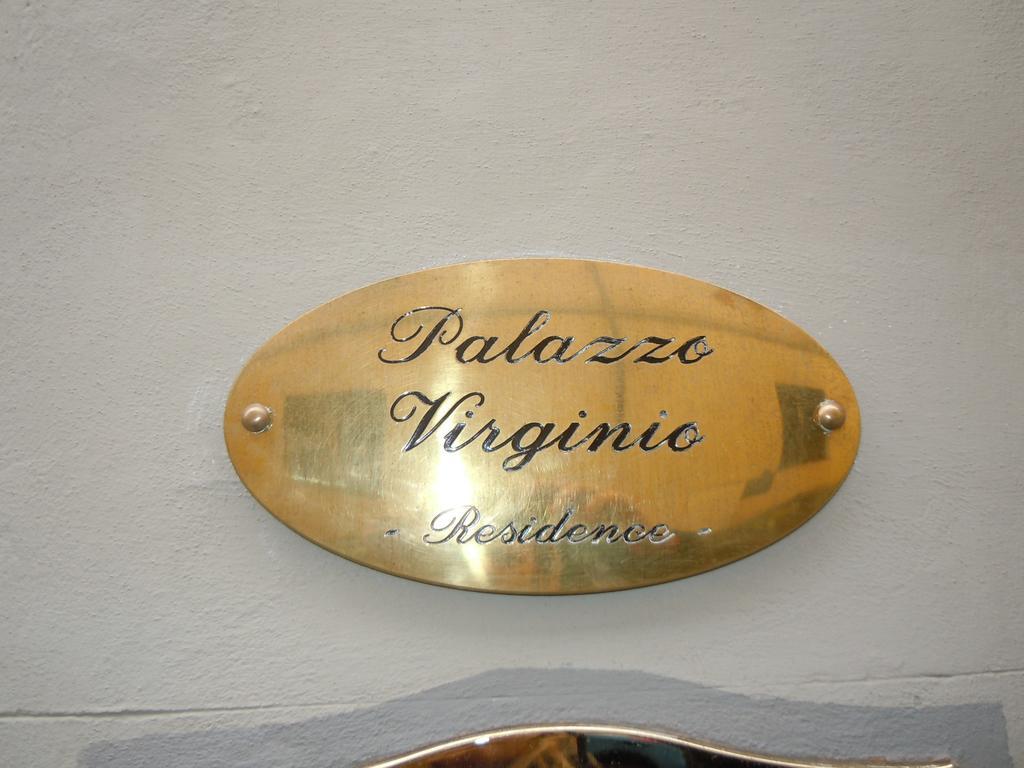 Palazzo
Virginio
- Residence -